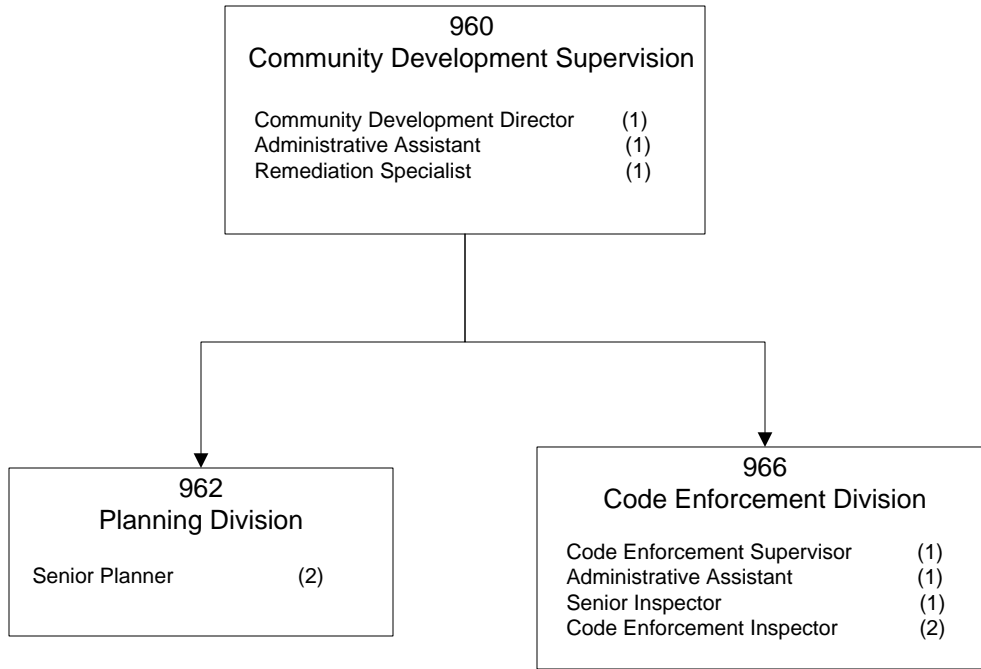 960
Community Development Supervision
Community Development Director (1)
Administrative Assistant (1)
Remediation Specialist (1)
962
Planning Division
Senior Planner (2)
966
Code Enforcement Division
Code Enforcement Supervisor (1)
Administrative Assistant (1)
Senior Inspector (1)
Code Enforcement Inspector (2)